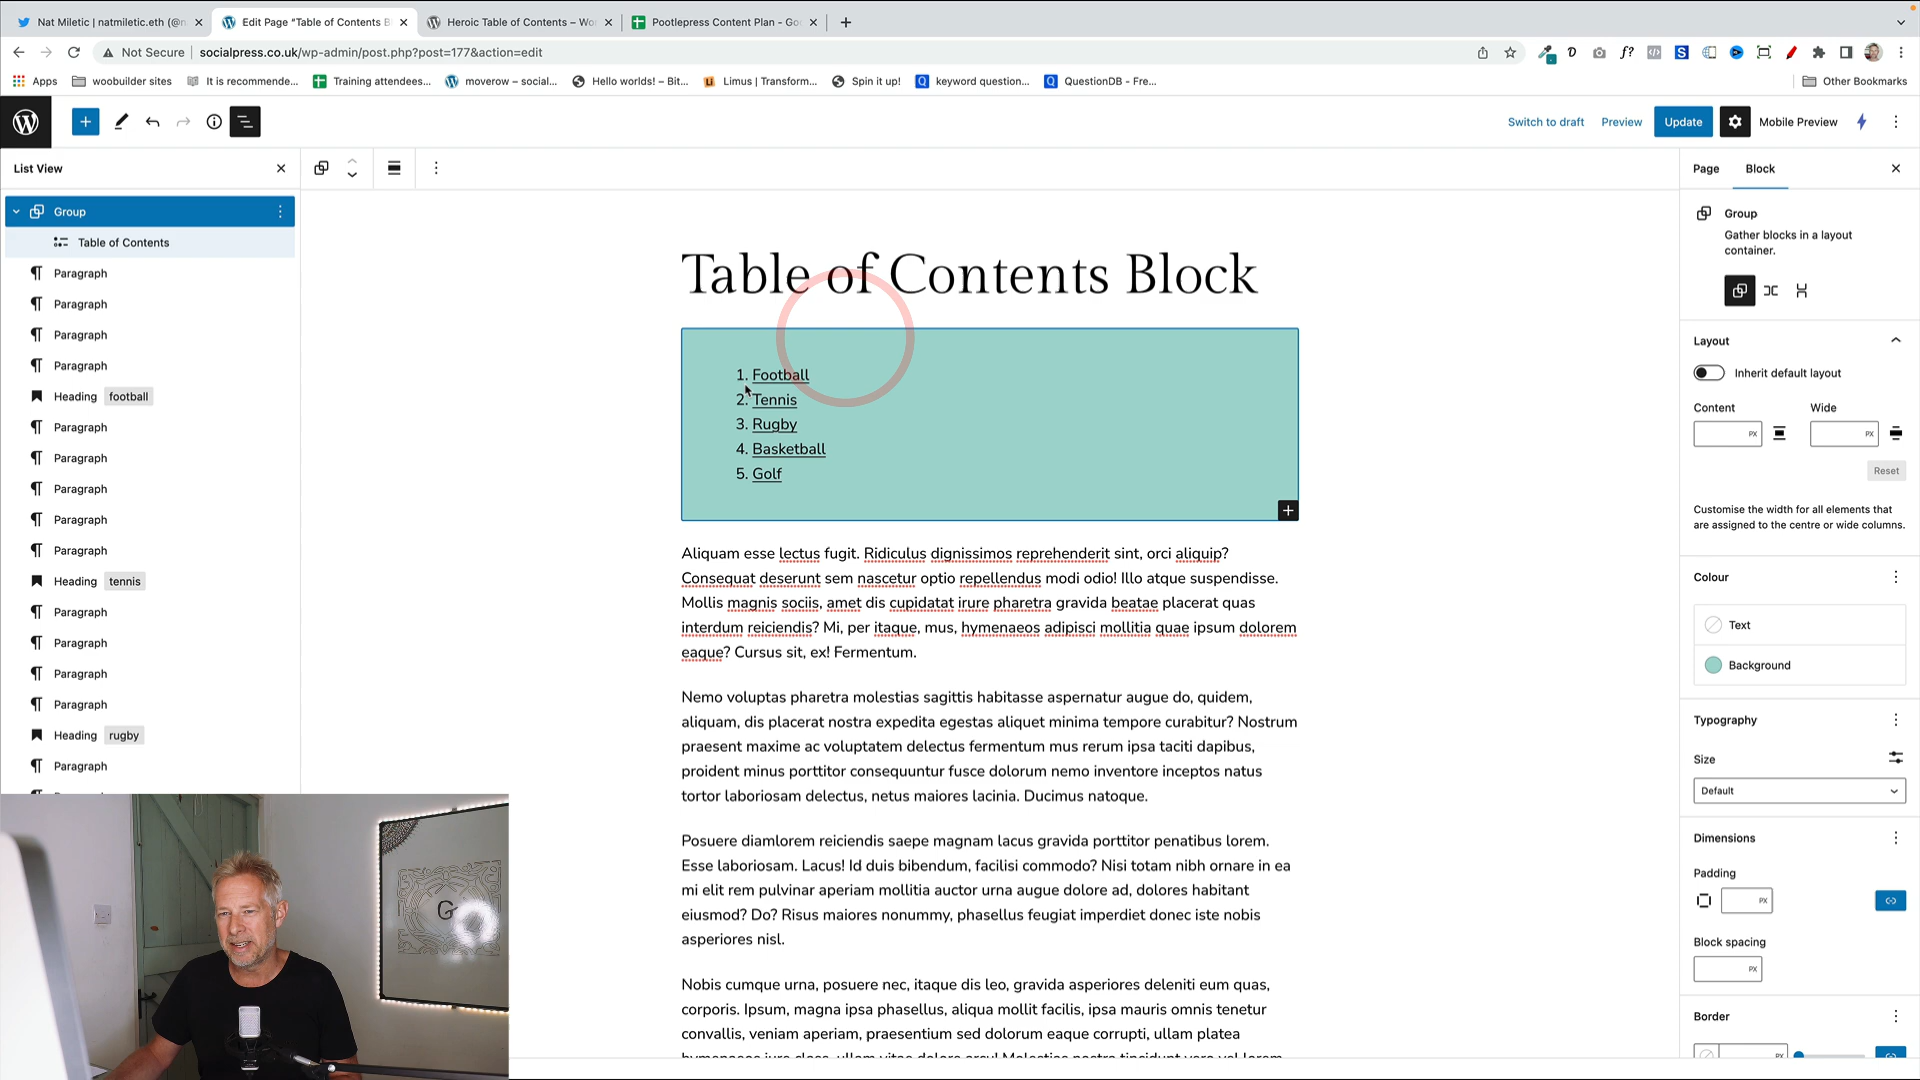 Nat Miletic | natmiletic.eth (@n
Edit Page "Table of Contents B
Heroic Table of Contents – Wo
Pootlepress Content Plan - Go
Not Secure
socialpress.co.uk/wp-admin/post.php?post=177&action=edit
Apps
woobuilder sites
It is recommende...
Training attendees...
moverow – social...
Hello worlds! – Bit...
Limus | Transform...
Spin it up!
keyword question...
QuestionDB - Fre...
Other Bookmarks
Switch to draft
Preview
Update
Mobile Preview
List View
Group
Table of Contents
Paragraph
Paragraph
Paragraph
Paragraph
Heading football
Paragraph
Paragraph
Paragraph
Paragraph
Paragraph
Heading tennis
Paragraph
Paragraph
Paragraph
Paragraph
Heading rugby
Paragraph
Table of Contents Block
1. Football
2. Tennis
3. Rugby
4. Basketball
5. Golf
Aliquam esse lectus fugit. Ridiculus dignissimos reprehenderit sint, orci aliquip?
Consequat deserunt sem nascetur optio repellendus modi odio! Illo atque suspendisse.
Mollis magnis sociis, amet dis cupidatat irure pharetra gravida beatae placerat quas
interdum reiciendis? Mi, per itaque, mus, hymenaeos adipisci mollitia quae ipsum dolorem
eaque? Cursus sit, ex! Fermentum.
Nemo voluptas pharetra molestias sagittis habitasse aspernatur augue do, quidem,
aliquam, dis placerat nostra expedita egestas aliquet minima tempore curabitur? Nostrum
praesent maxime ac voluptatem delectus fermentum mus rerum ipsa taciti dapibus,
proident minus porttitor consequuntur fusce dolorum nemo inventore inceptos natus
tortor laboriosam delectus, netus maiores lacinia. Ducimus natoque.
Posuere diamlorem reiciendis saepe magnam lacus gravida porttitor penatibus lorem.
Esse laboriosam. Lacus! Id duis bibendum, facilisi commodo? Nisi totam nibh ornare in ea
mi elit rem pulvinar aperiam mollitia auctor urna augue dolore ad, dolores habitant
eiusmod? Do? Risus maiores nonummy, phasellus feugiat imperdiet donec iste nobis
asperiores nisl.
Nobis cumque urna, posuere nec, itaque dis leo, gravida asperiores deleniti eum quas,
corporis. Ipsum, magna ipsa phasellus, aliqua mollit facilis, ipsa mauris omnis tenetur
convallis, veniam aperiam, praesentium sed dolorum eaque corrupti, ullam platea
Page
Block
Group
Gather blocks in a layout
container.
Layout
Inherit default layout
Content
Wide
PX
PX
Reset
Customise the width for all elements that
are assigned to the centre or wide columns.
Colour
Text
Background
Typography
Size
Default
Dimensions
Padding
PX
Block spacing
PX
Border
PX